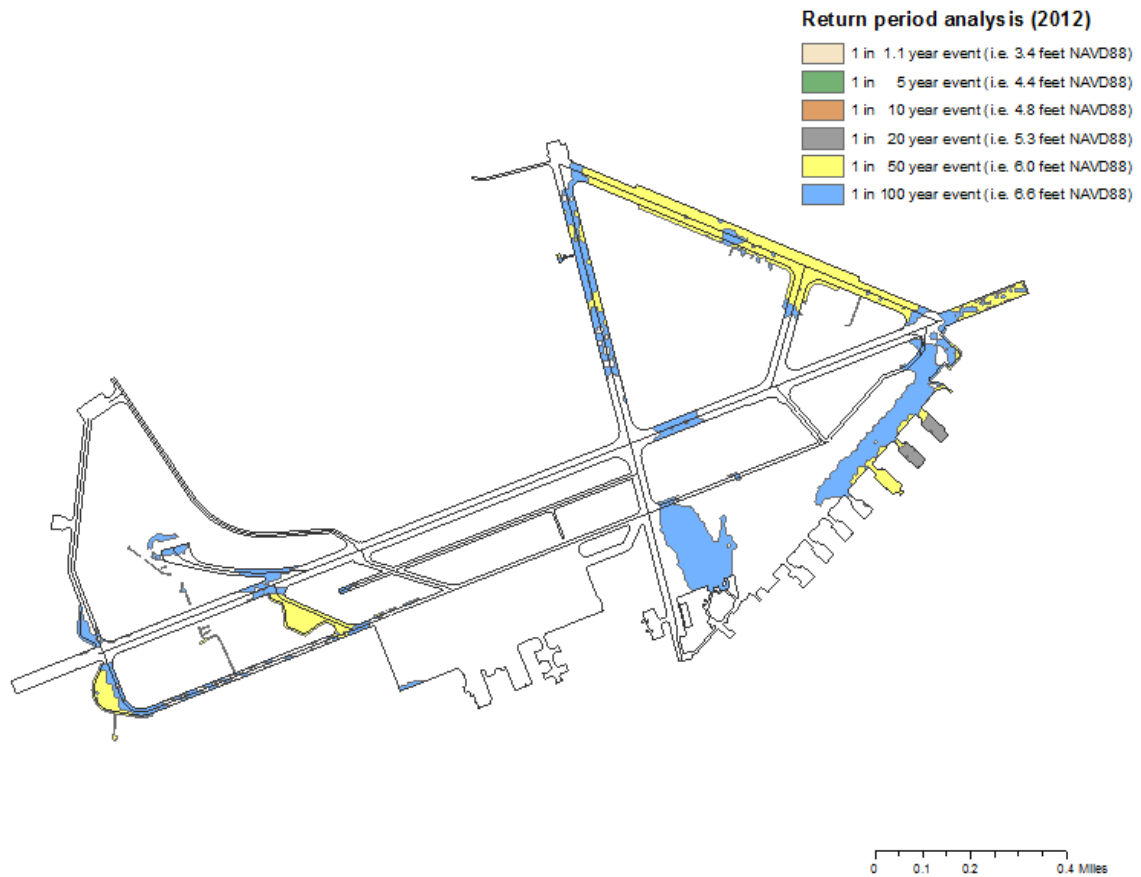 Return period analysis (2012)
1 in 1.1 year event (i.e. 3.4 feet NAVD88)
1 in 5 year event (i.e. 4.4 feet NAVD88)
1 in 10 year event (i.e. 4.8 feet NAVD88)
1 in 20 year event (i.e. 5.3 feet NAVD88)
1 in 50 year event (i.e. 6.0 feet NAVD88)
1 in 100 year event (i.e. 6.6 feet NAVD88)
0 0.1 0.2 0.4 Miles